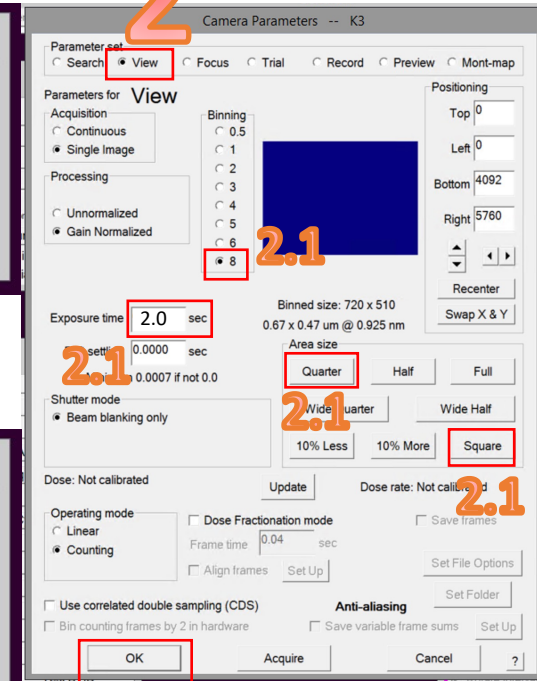 Camera Parameters -- K3
2
Parameter set
Search View Focus Trial Record Preview Mont-map
Parameters for View
Acquisition
Continuous
Single Image
Processing
Unnormalized
Gain Normalized
Binning
0.5
1
2
3
4
5
6
8
2.1
Positioning
Top 0
Left 0
Bottom 4092
Right 5760
Recenter
Swap X & Y
Binned size: 720 x 510
0.67 x 0.47 um @ 0.925 nm
Exposure time 2.0 sec
settling 0.0000 sec
2.1
0.0007 if not 0.0
Area size
Quarter Half Full
2.1
Wide Quarter Wide Half
10% Less 10% More Square
2.1
Shutter mode
Beam blanking only
Dose: Not calibrated
Update
Dose rate: Not calibrated
Operating mode
Linear
Counting
Dose Fractionation mode
Frame time 0.04 sec
Align frames Set Up
Save frames
Set File Options
Set Folder
Use correlated double sampling (CDS)
Anti-aliasing
Bin counting frames by 2 in hardware
Save variable frame sums Set Up
OK Acquire Cancel ?